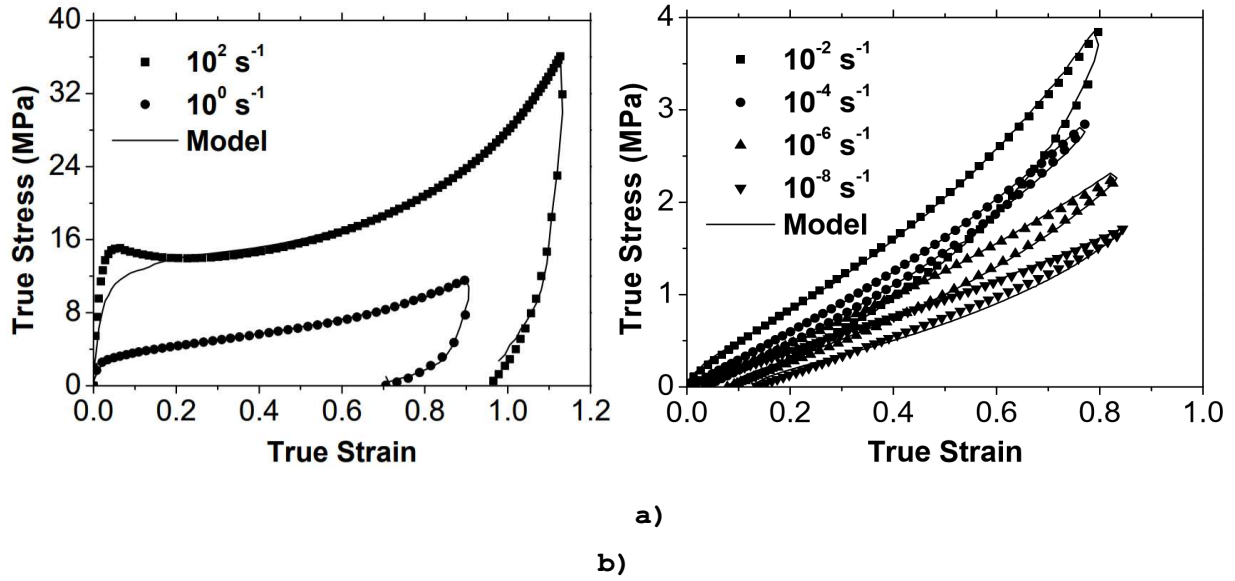 40
32
24
16
8
0
True Stress (MPa)
10² s⁻¹
10⁰ s⁻¹
Model
0.0 0.2 0.4 0.6 0.8 1.0 1.2
True Strain
4
3
2
1
0
True Stress (MPa)
10⁻² s⁻¹
10⁻⁴ s⁻¹
10⁻⁶ s⁻¹
10⁻⁸ s⁻¹
Model
0.0 0.2 0.4 0.6 0.8 1.0
True Strain
a)
b)